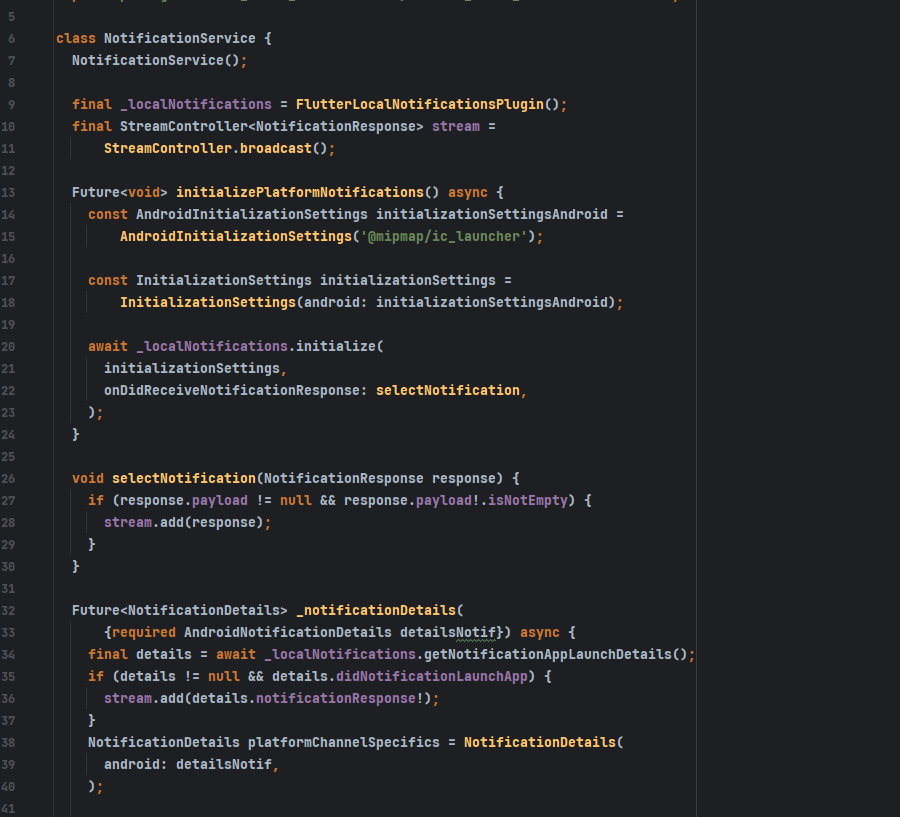 5
6 class NotificationService {
7 NotificationService();
8
9 final _localNotifications = FlutterLocalNotificationsPlugin();
10 final StreamController<NotificationResponse> stream =
11 StreamController.broadcast();
12
13 Future<void> initializePlatformNotifications() async {
14 const AndroidInitializationSettings initializationSettingsAndroid =
15 AndroidInitializationSettings('@mipmap/ic_launcher');
16
17 const InitializationSettings initializationSettings =
18 InitializationSettings(android: initializationSettingsAndroid);
19
20 await _localNotifications.initialize(
21 initializationSettings,
22 onDidReceiveNotificationResponse: selectNotification,
23 );
24 }
25
26 void selectNotification(NotificationResponse response) {
27 if (response.payload != null && response.payload!.isNotEmpty) {
28 stream.add(response);
29 }
30 }
31
32 Future<NotificationDetails> _notificationDetails(
33 {required AndroidNotificationDetails detailsNotif}) async {
34 final details = await _localNotifications.getNotificationAppLaunchDetails();
35 if (details != null && details.didNotificationLaunchApp) {
36 stream.add(details.notificationResponse!);
37 }
38 NotificationDetails platformChannelSpecifics = NotificationDetails(
39 android: detailsNotif,
40 );
41